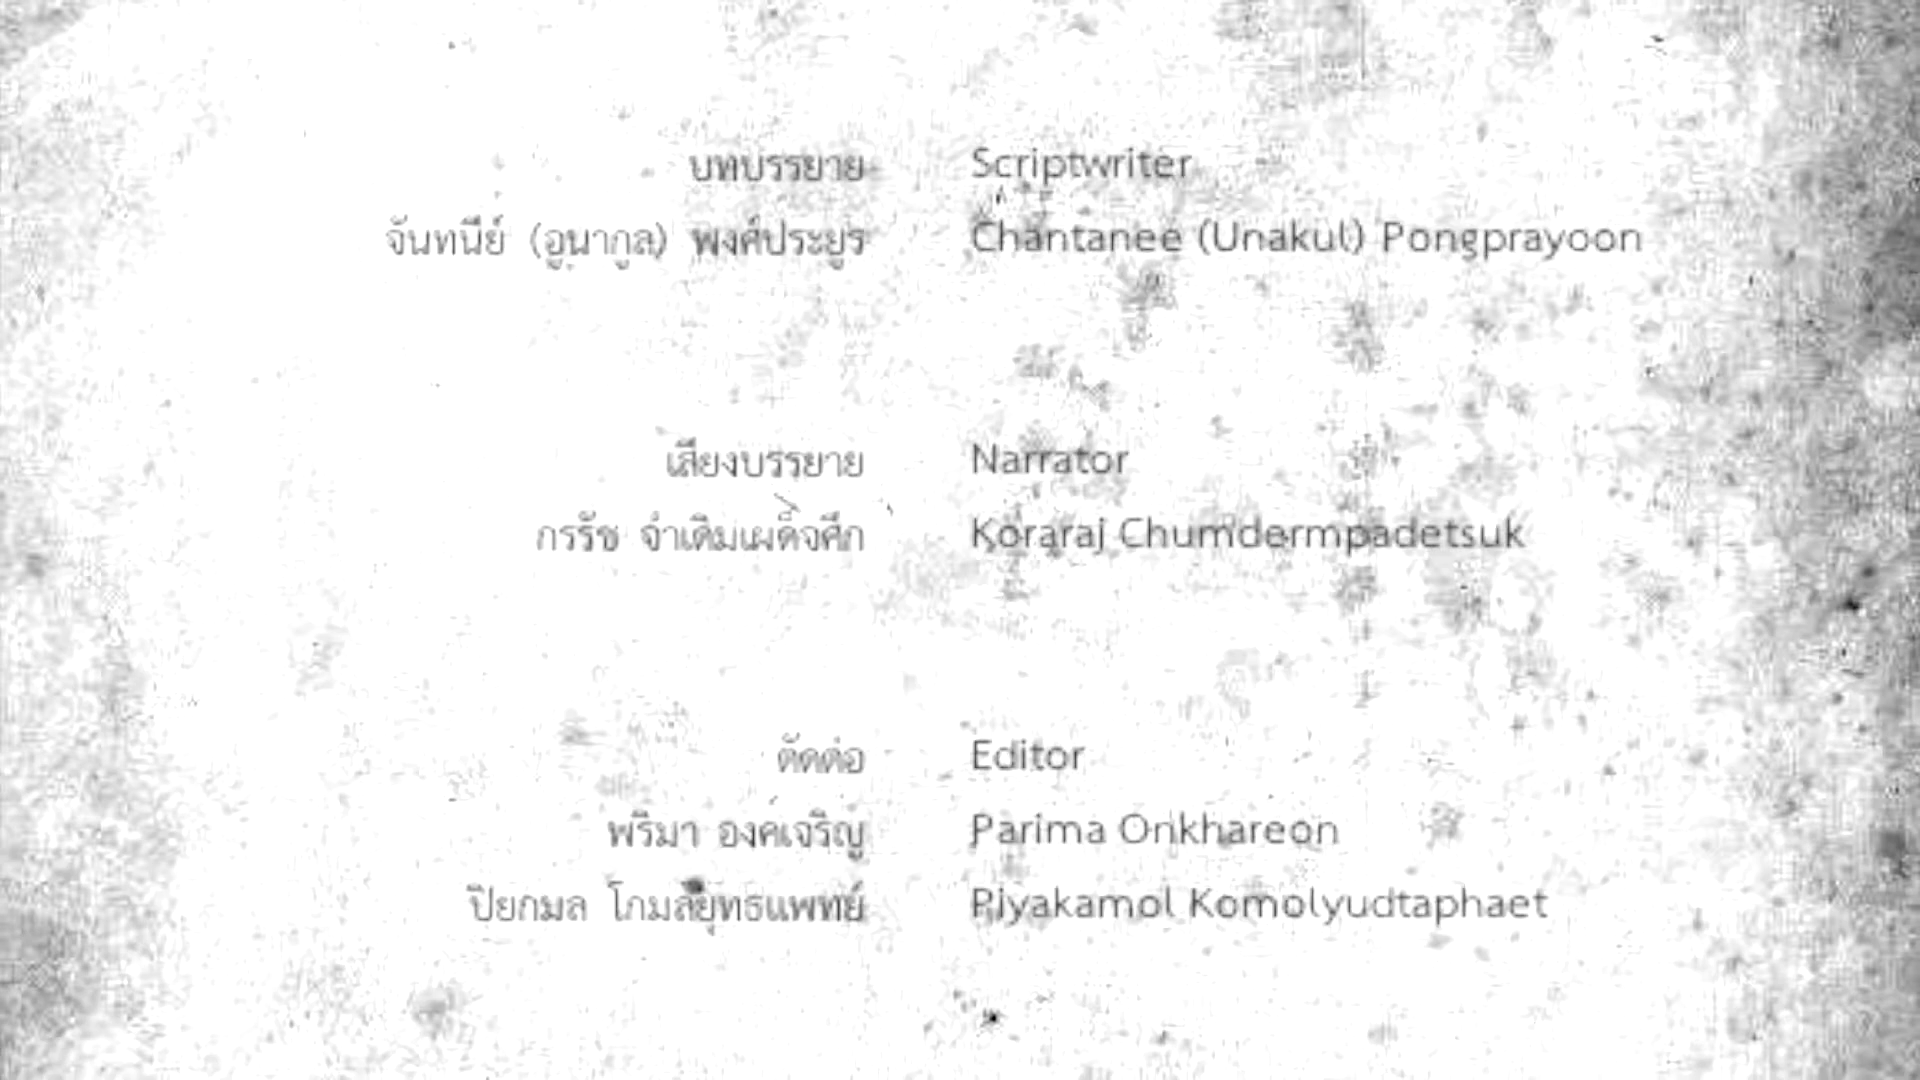 บทบรรยาย Scriptwriter
จันทนีย์ (อูนากูล) พงศ์ประยูร Chantanee (Unakul) Pongprayoon
เสียงบรรยาย Narrator
กรรัช จำเดิมเผด็จศึก Koraraj Chumdermpadetsuk
ตัดต่อ Editor
พริมา องค์เจริญ Parima Onkhareon
ปิยกมล โกมลยุทธแพทย์ Piyakamol Komolyudtaphaet